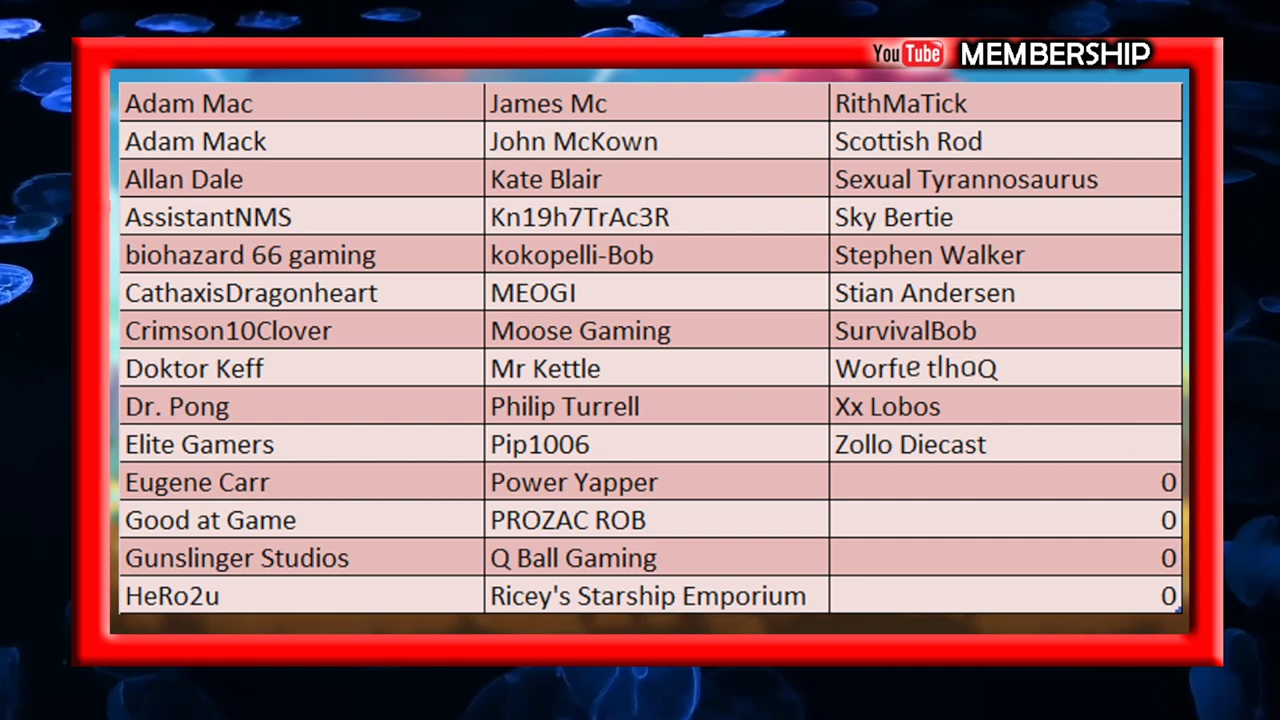 YouTube MEMBERSHIP
Adam Mac James Mc RithMaTick
Adam Mack John McKown Scottish Rod
Allan Dale Kate Blair Sexual Tyrannosaurus
AssistantNMS Kn19h7TrAc3R Sky Bertie
biohazard 66 gaming kokopelli-Bob Stephen Walker
CathaxisDragonheart MEOGI Stian Andersen
Crimson10Clover Moose Gaming SurvivalBob
Doktor Keff Mr Kettle Worfιҽ tlhσQ
Dr. Pong Philip Turrell Xx Lobos
Elite Gamers Pip1006 Zollo Diecast
Eugene Carr Power Yapper 0
Good at Game PROZAC ROB 0
Gunslinger Studios Q Ball Gaming 0
HeRo2u Ricey's Starship Emporium 0